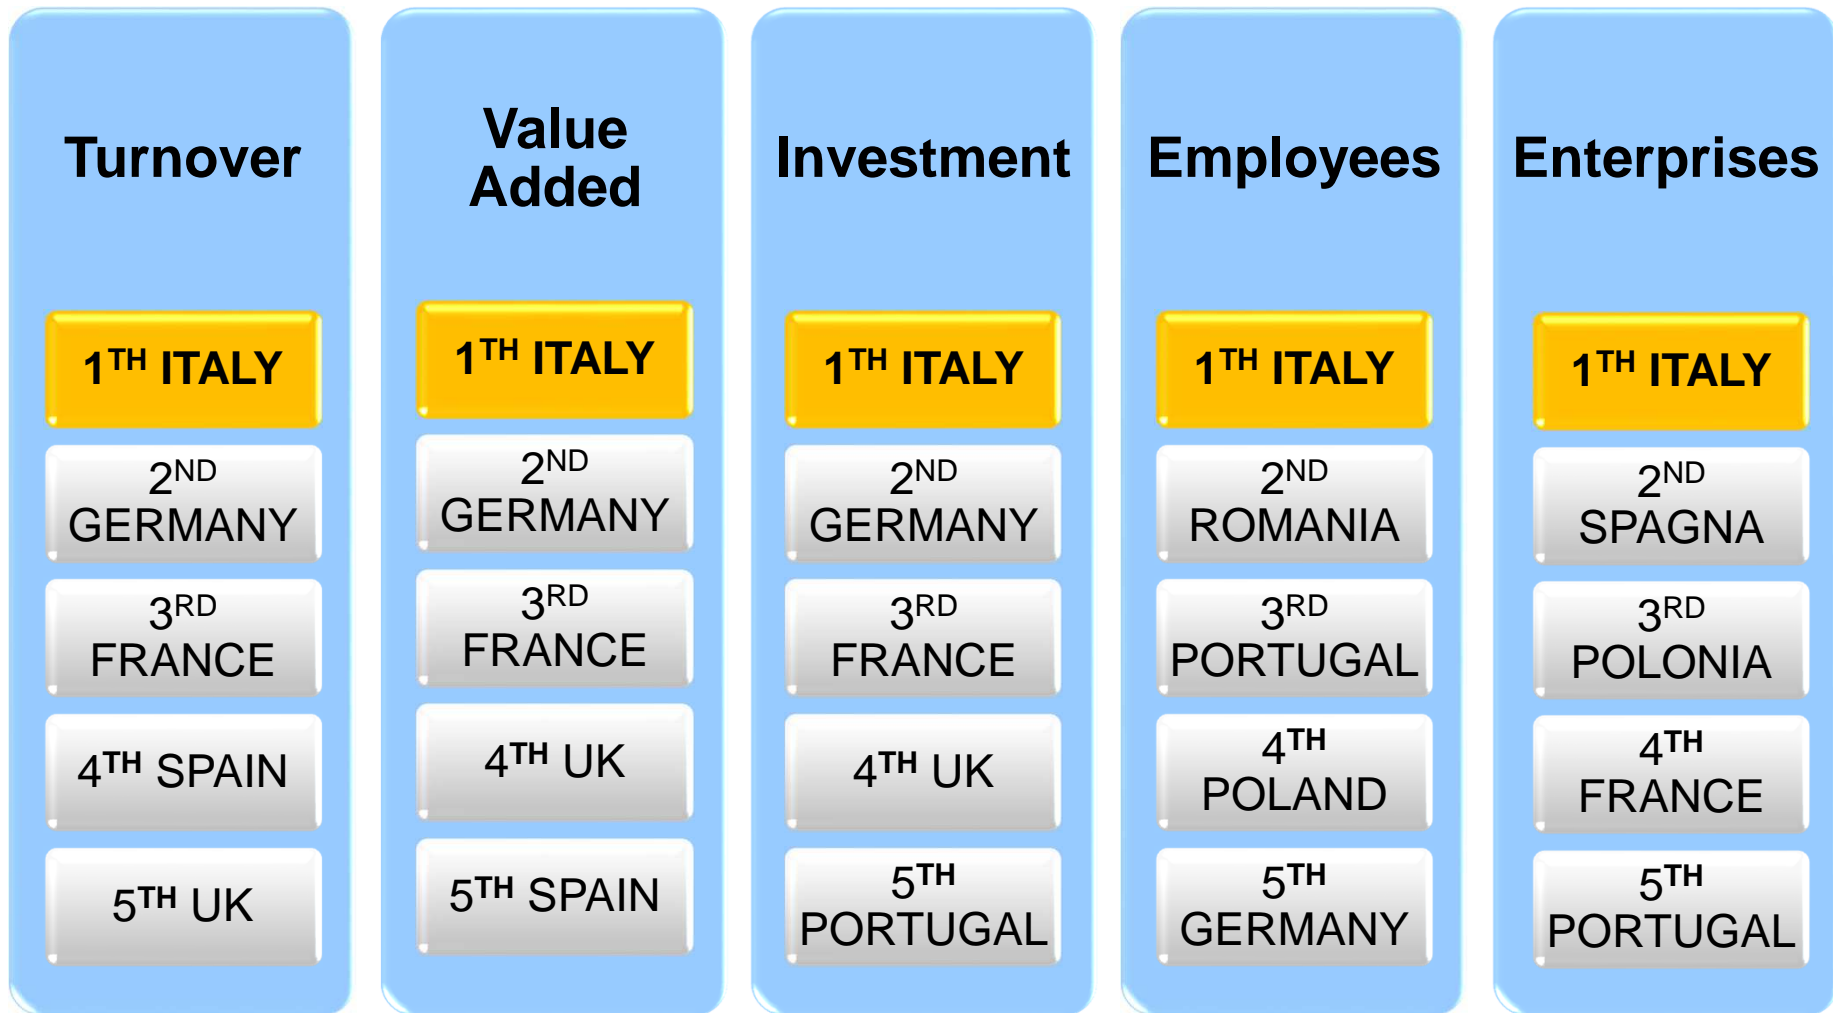 Turnover
1TH ITALY
2ND
GERMANY
3RD
FRANCE
4TH SPAIN
5TH UK
Value
Added
1TH ITALY
2ND
GERMANY
3RD
FRANCE
4TH UK
5TH SPAIN
Investment
1TH ITALY
2ND
GERMANY
3RD
FRANCE
4TH UK
5TH
PORTUGAL
Employees
1TH ITALY
2ND
ROMANIA
3RD
PORTUGAL
4TH
POLAND
5TH
GERMANY
Enterprises
1TH ITALY
2ND
SPAGNA
3RD
POLONIA
4TH
FRANCE
5TH
PORTUGAL